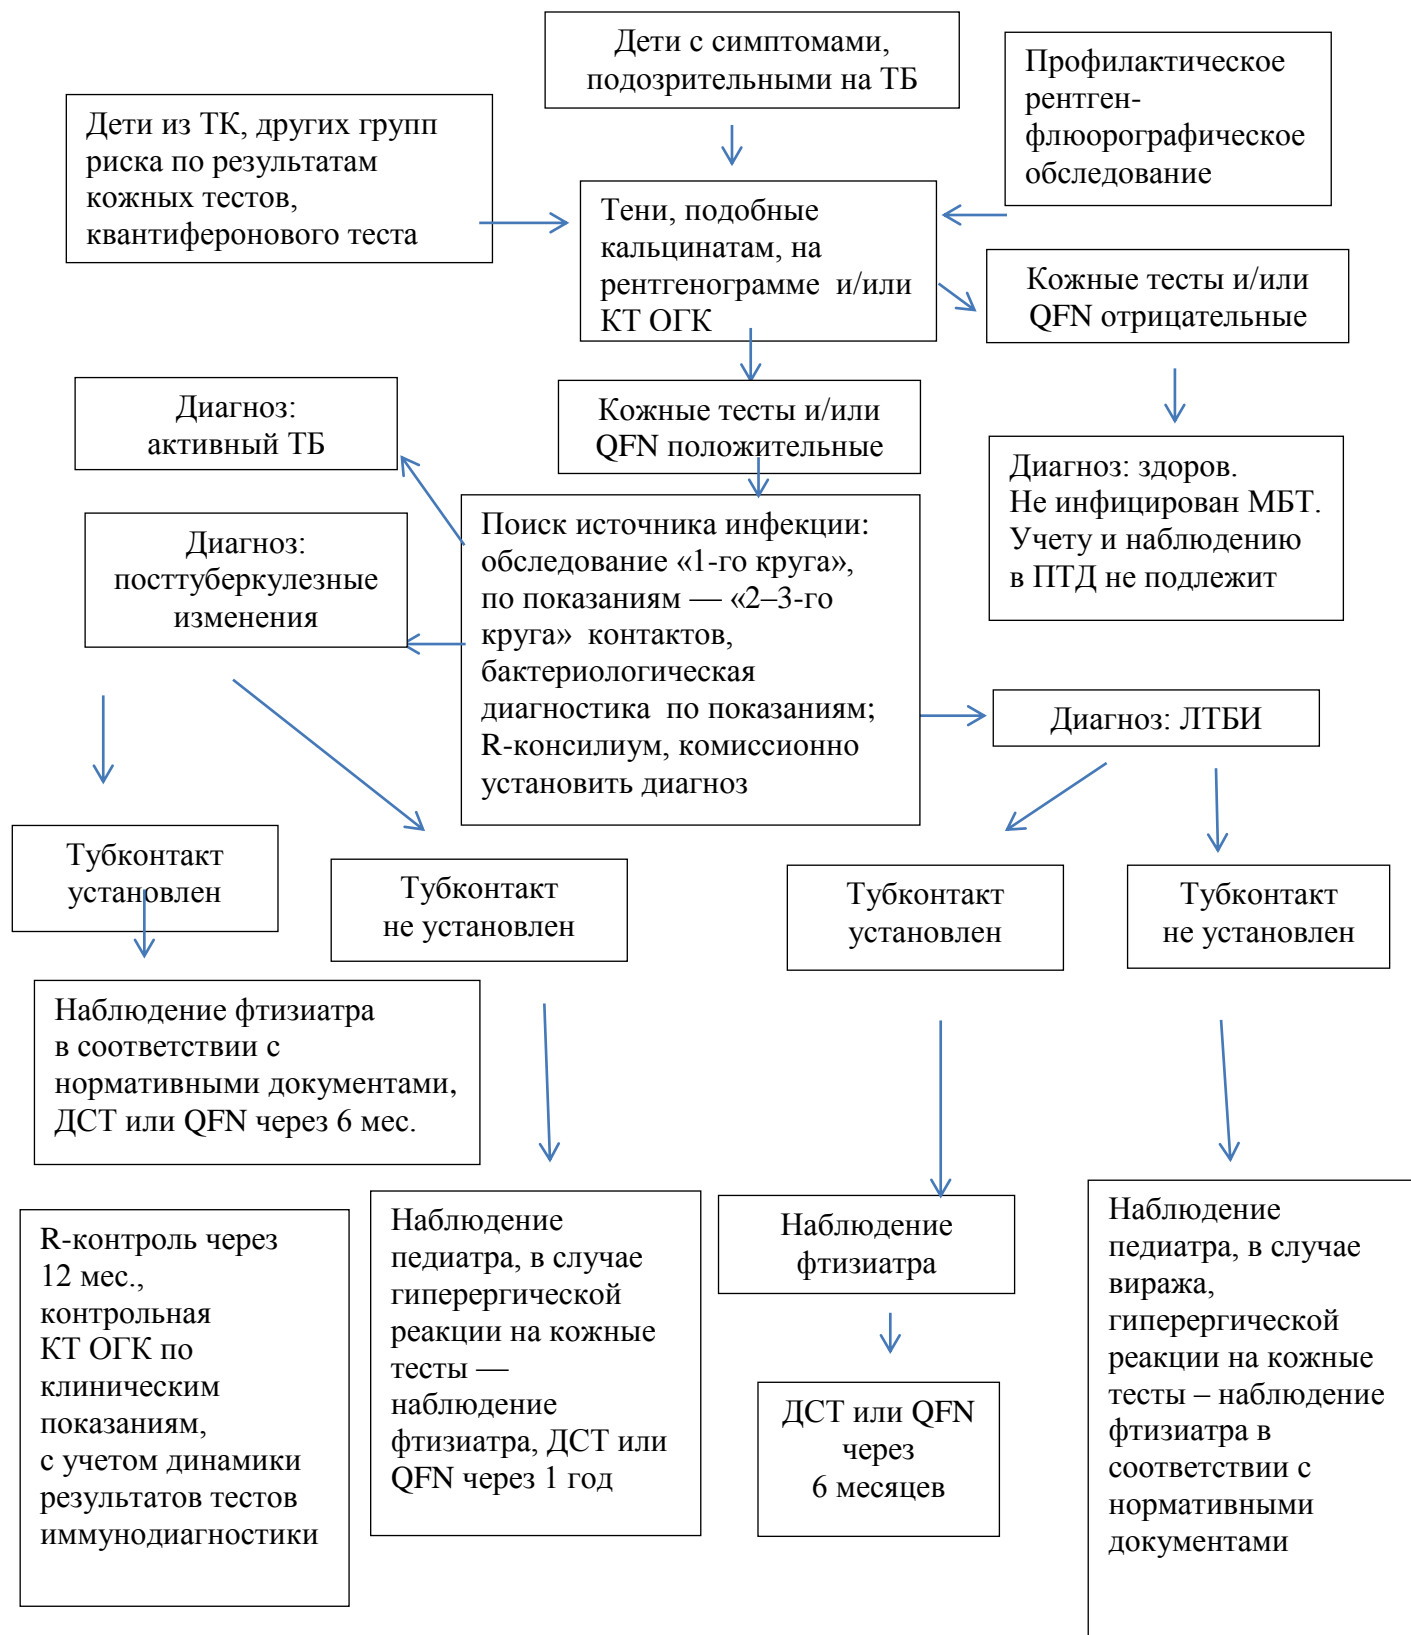 Дети с симптомами,
подозрительными на ТБ
Профилактическое
рентген-
флюорографическое
обследование
Дети из ТК, других групп
риска по результатам
кожных тестов,
квантиферонового теста
Тени, подобные
кальцинатам, на
рентгенограмме и/или
КТ ОГК
Кожные тесты и/или
QFN отрицательные
Диагноз:
активный ТБ
Кожные тесты и/или
QFN положительные
Диагноз: здоров.
Не инфицирован МБТ.
Учету и наблюдению
в ПТД не подлежит
Диагноз:
посттуберкулезные
изменения
Поиск источника инфекции:
обследование «1-го круга»,
по показаниям — «2–3-го
круга» контактов,
бактериологическая
диагностика по показаниям;
R-консилиум, комиссионно
установить диагноз
Диагноз: ЛТБИ
Тубконтакт
установлен
Тубконтакт
не установлен
Тубконтакт
установлен
Тубконтакт
не установлен
Наблюдение фтизиатра
в соответствии с
нормативными документами,
ДСТ или QFN через 6 мес.
R-контроль через
12 мес.,
контрольная
КТ ОГК по
клиническим
показаниям,
с учетом динамики
результатов тестов
иммунодиагностики
Наблюдение
педиатра, в случае
гиперергической
реакции на кожные
тесты —
наблюдение
фтизиатра, ДСТ или
QFN через 1 год
Наблюдение
фтизиатра
ДСТ или QFN
через
6 месяцев
Наблюдение
педиатра, в случае
виража,
гиперергической
реакции на кожные
тесты – наблюдение
фтизиатра в
соответствии с
нормативными
документами